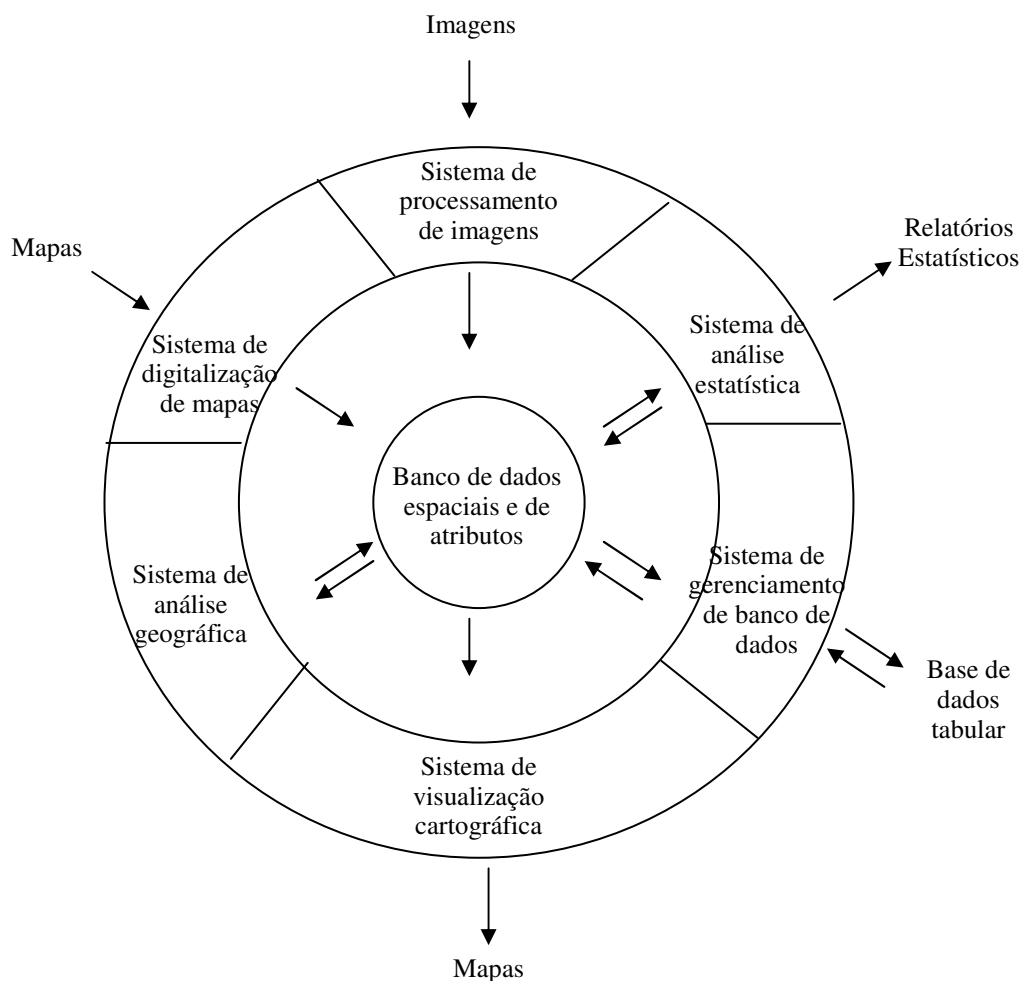 Imagens
Sistema de
processamento
de imagens
Mapas
Relatórios
Estatísticos
Sistema de
digitalização
de mapas
Sistema de
análise
estatística
Banco de dados
espaciais e de
atributos
Sistema de
análise
geográfica
Sistema de
gerenciamento
de banco de
dados
Base de
dados
tabular
Sistema de
visualização
cartográfica
Mapas